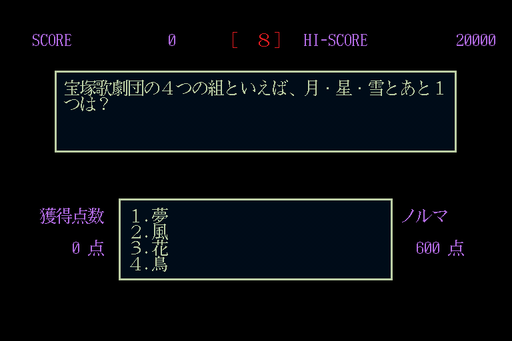 SCORE 0 [ 8] HI-SCORE 20000
宝塚歌劇団の4つの組といえば、月・星・雪とあと1
つは？
獲得点数
0 点
1.夢
2.風
3.花
4.鳥
ノルマ
600 点